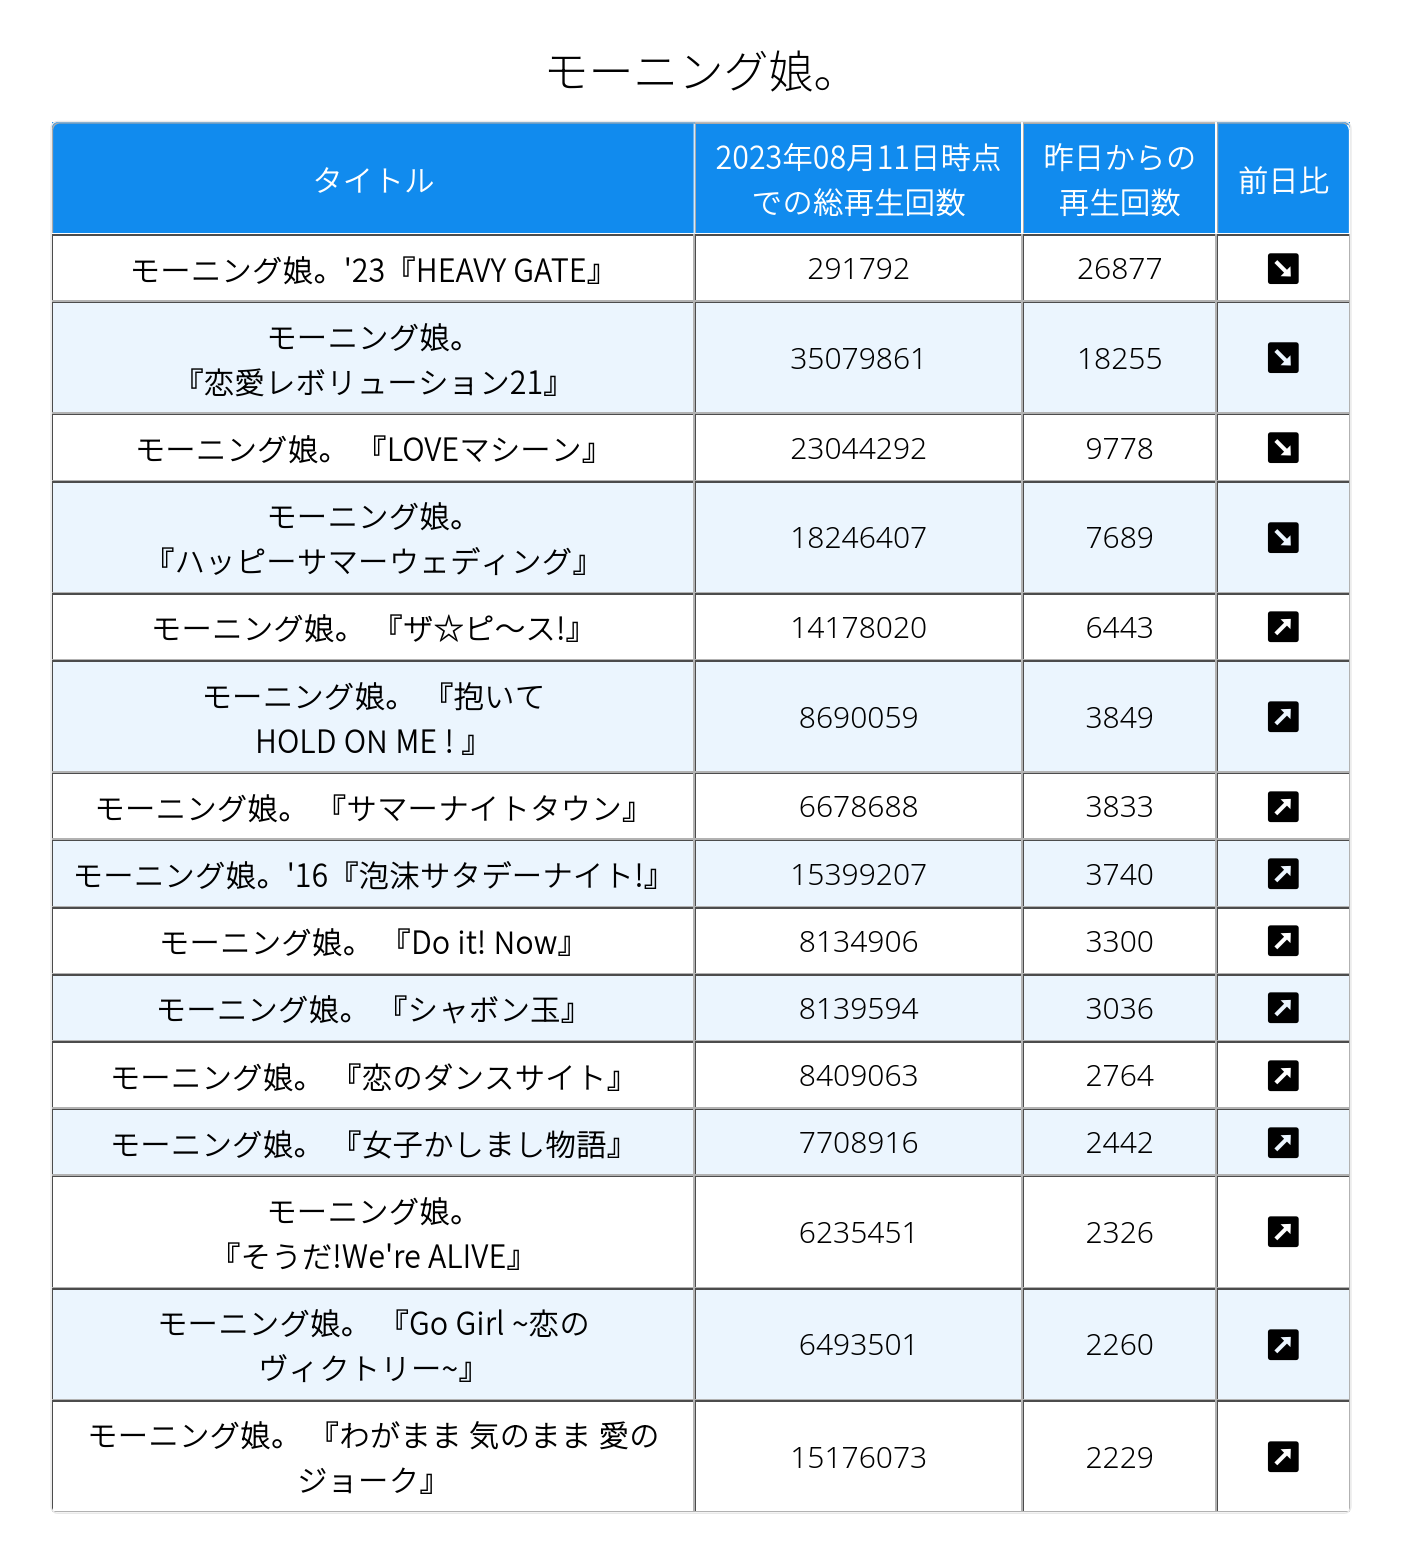 モーニング娘。
タイトル
2023年08月11日時点
での総再生回数
昨日からの
再生回数
前日比
モーニング娘。'23『HEAVY GATE』
291792
26877
モーニング娘。
『恋愛レボリューション21』
35079861
18255
モーニング娘。 『LOVEマシーン』
23044292
9778
モーニング娘。
『ハッピーサマーウェディング』
18246407
7689
モーニング娘。 『ザ☆ピ〜ス!』
14178020
6443
モーニング娘。 『抱いて
HOLD ON ME ! 』
8690059
3849
モーニング娘。 『サマーナイトタウン』
6678688
3833
モーニング娘。'16『泡沫サタデーナイト!』
15399207
3740
モーニング娘。 『Do it! Now』
8134906
3300
モーニング娘。 『シャボン玉』
8139594
3036
モーニング娘。 『恋のダンスサイト』
8409063
2764
モーニング娘。 『女子かしまし物語』
7708916
2442
モーニング娘。
『そうだ!We're ALIVE』
6235451
2326
モーニング娘。 『Go Girl ~恋の
ヴィクトリー~』
6493501
2260
モーニング娘。 『わがまま 気のまま 愛の
ジョーク』
15176073
2229